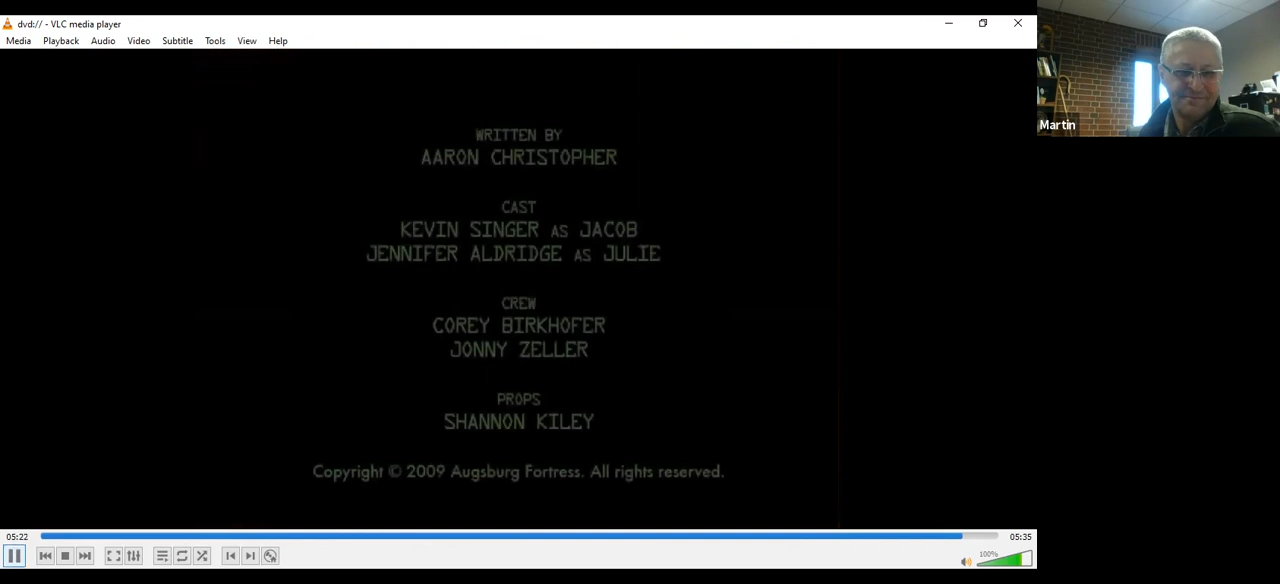 dvd:// - VLC media player
Media Playback Audio Video Subtitle Tools View Help
Martin
WRITTEN BY
AARON CHRISTOPHER
CAST
KEVIN SINGER AS JACOB
JENNIFER ALDRIDGE AS JULIE
CREW
COREY BIRKHOFER
JONNY ZELLER
PROPS
SHANNON KILEY
Copyright © 2009 Augsburg Fortress. All rights reserved.
05:22 05:35
100%